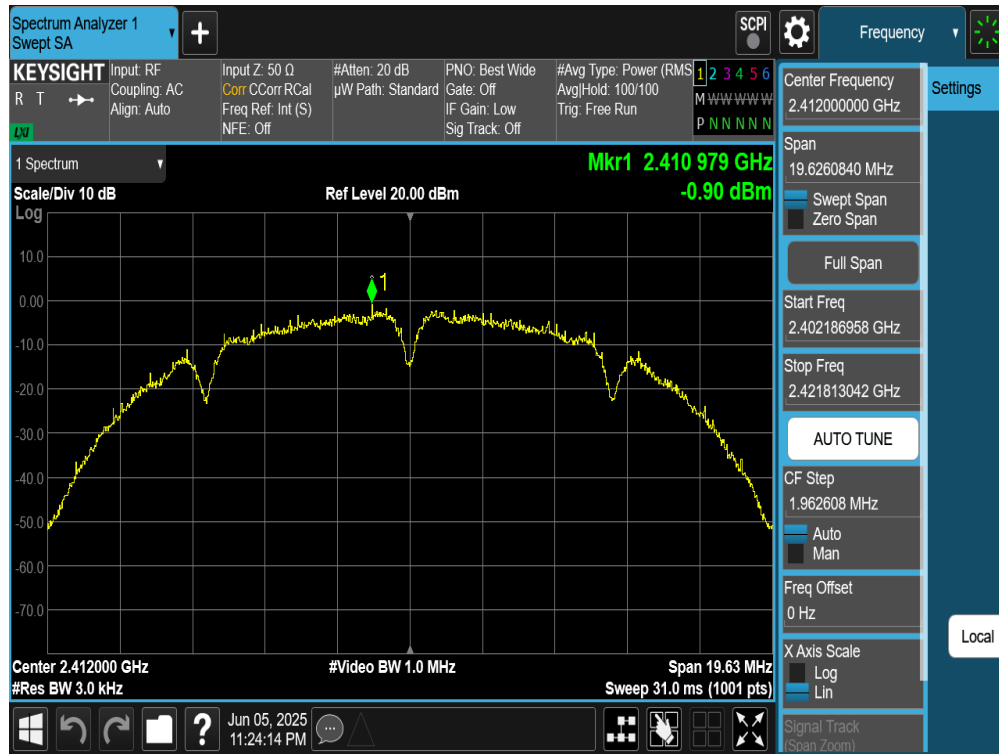 Spectrum Analyzer 1
Swept SA
+
SCPI
Frequency
KEYSIGHT
R T
LXI
Input: RF
Coupling: AC
Align: Auto
Input Z: 50 Ω
Corr CCorr RCal
Freq Ref: Int (S)
NFE: Off
#Atten: 20 dB
µW Path: Standard
PNO: Best Wide
Gate: Off
IF Gain: Low
Sig Track: Off
#Avg Type: Power (RMS
Avg|Hold: 100/100
Trig: Free Run
1 2 3 4 5 6
M W W W W W
P N N N N N
1 Spectrum
Mkr1 2.410 979 GHz
-0.90 dBm
Scale/Div 10 dB
Ref Level 20.00 dBm
Log
10.0
0.00
-10.0
-20.0
-30.0
-40.0
-50.0
-60.0
-70.0
1
Center 2.412000 GHz
#Video BW 1.0 MHz
Span 19.63 MHz
#Res BW 3.0 kHz
Sweep 31.0 ms (1001 pts)
Center Frequency
2.412000000 GHz
Settings
Span
19.6260840 MHz
Swept Span
Zero Span
Full Span
Start Freq
2.402186958 GHz
Stop Freq
2.421813042 GHz
AUTO TUNE
CF Step
1.962608 MHz
Auto
Man
Freq Offset
0 Hz
Local
X Axis Scale
Log
Lin
Signal Track
(Span Zoom)
?
Jun 05, 2025
11:24:14 PM